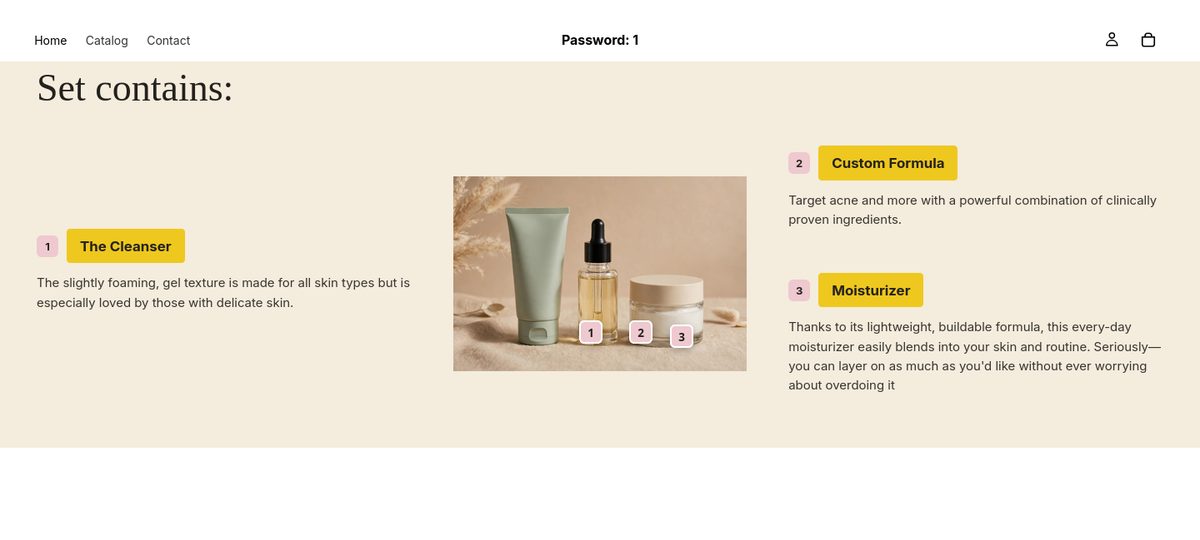 Home Catalog Contact
Password: 1
Set contains:
1 The Cleanser
The slightly foaming, gel texture is made for all skin types but is
especially loved by those with delicate skin.
1 2 3
2 Custom Formula
Target acne and more with a powerful combination of clinically
proven ingredients.
3 Moisturizer
Thanks to its lightweight, buildable formula, this every-day
moisturizer easily blends into your skin and routine. Seriously—
you can layer on as much as you'd like without ever worrying
about overdoing it